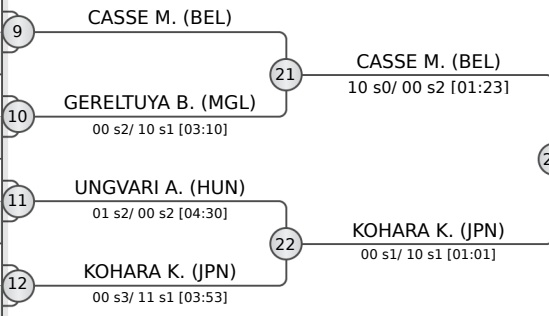 CASSE M. (BEL)
9
21
CASSE M. (BEL)
10 s0/ 00 s2 [01:23]
GERELTUYA B. (MGL)
10
00 s2/ 10 s1 [03:10]
2
UNGVARI A. (HUN)
11
01 s2/ 00 s2 [04:30]
22
KOHARA K. (JPN)
00 s1/ 10 s1 [01:01]
KOHARA K. (JPN)
12
00 s3/ 11 s1 [03:53]